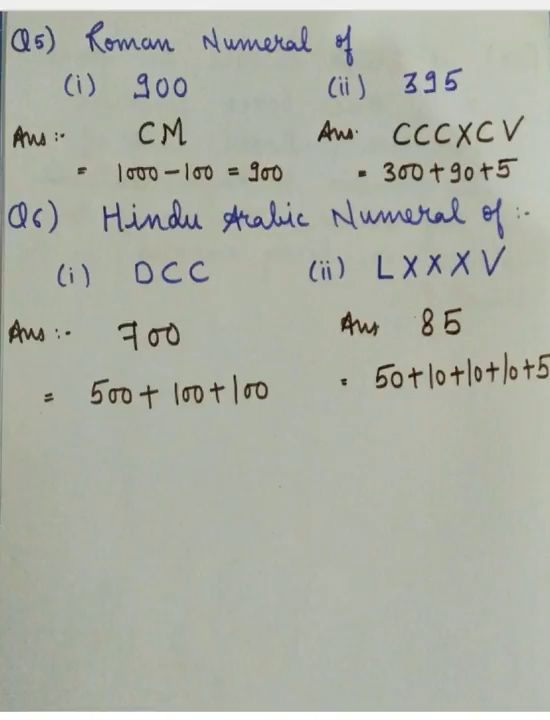 Q5) Roman Numeral of
(i) 900 (ii) 395
Ans :- CM Ans. CCCXCV
= 1000 - 100 = 900 = 300 + 90 + 5
Q6) Hindu Arabic Numeral of :-
(i) DCC (ii) LXXXV
Ans :- 700 Ans 85
= 500 + 100 + 100 = 50 + 10 + 10 + 10 + 5